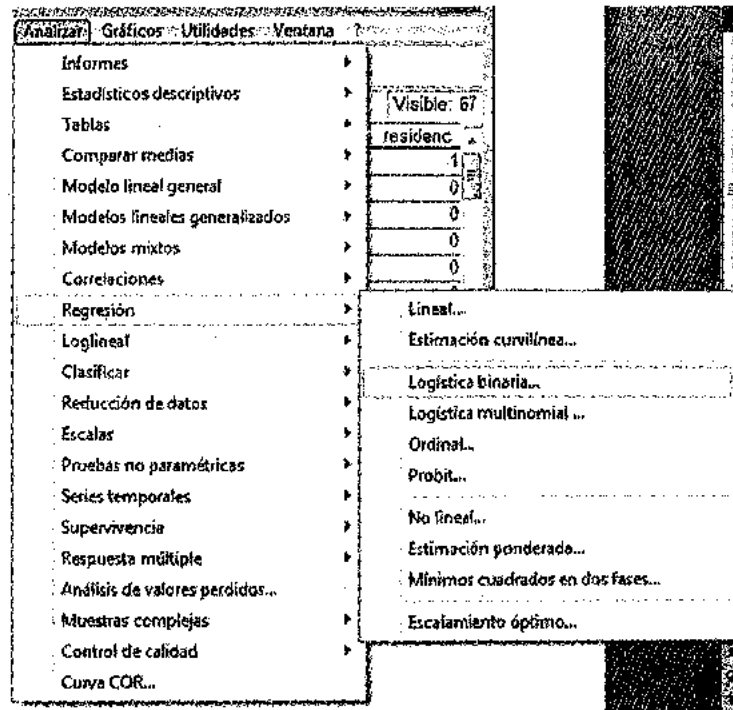 Analizar Gráficos Utilidades Ventana ?
Informes
Estadísticos descriptivos
Tablas
Comparar medias
Modelo lineal general
Modelos lineales generalizados
Modelos mixtos
Correlaciones
Regresión
Loglineal
Clasificar
Reducción de datos
Escalas
Pruebas no paramétricas
Series temporales
Supervivencia
Respuesta múltiple
Análisis de valores perdidos...
Muestras complejas
Control de calidad
Curva COR...
Visible: 67
residenc
1
0
0
0
0
Lineal...
Estimación curvilínea...
Logística binaria...
Logística multinomial ...
Ordinal...
Probit...
No lineal...
Estimación ponderada...
Mínimos cuadrados en dos fases...
Escalamiento óptimo...